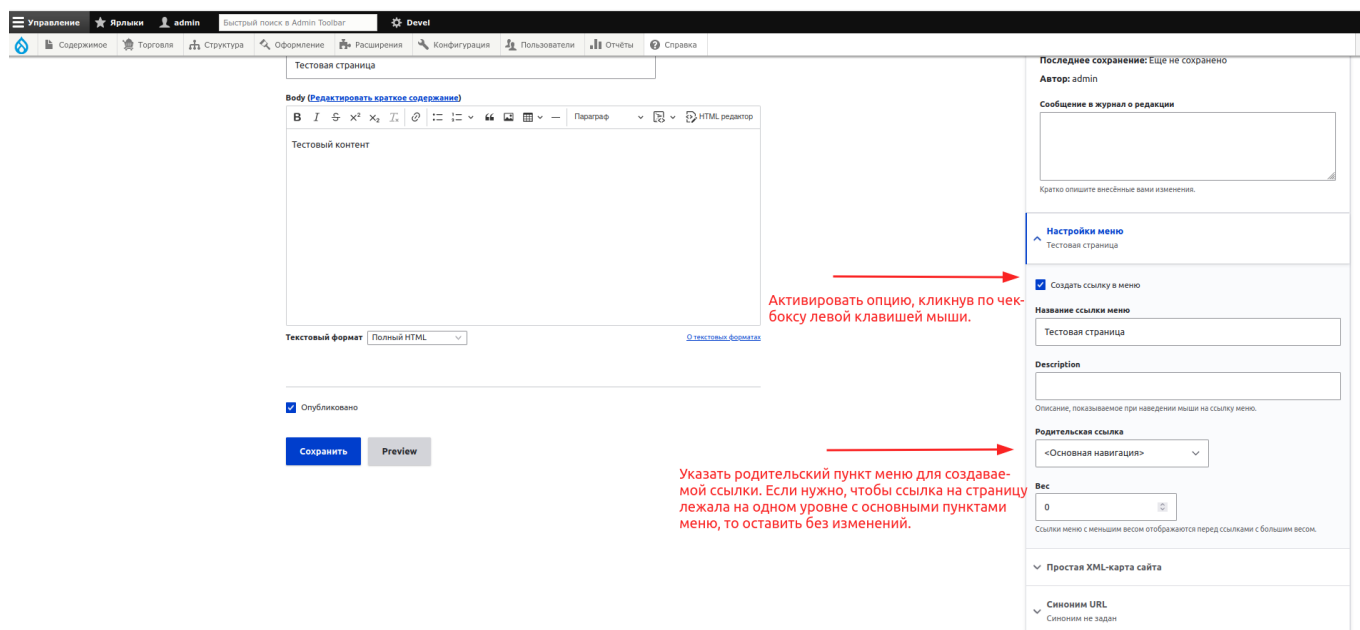 Управление Ярлыки admin Быстрый поиск в Admin Toolbar Devel
Содержимое Торговля Структура Оформление Расширения Конфигурация Пользователи Отчёты Справка
Тестовая страница
Body (Редактировать краткое содержание)
B I S x² x₂ Tx Параграф HTML редактор
Тестовый контент
Текстовый формат Полный HTML О текстовых форматах
Опубликовано
Сохранить Preview
Активировать опцию, кликнув по чек-
боксу левой клавишей мыши.
Указать родительский пункт меню для создавае-
мой ссылки. Если нужно, чтобы ссылка на страницу
лежала на одном уровне с основными пунктами
меню, то оставить без изменений.
Последнее сохранение: Ещё не сохранено
Автор: admin
Сообщение в журнал о редакции
Кратко опишите внесённые вами изменения.
Настройки меню
Тестовая страница
Создать ссылку в меню
Название ссылки меню
Тестовая страница
Description
Описание, показываемое при наведении мыши на ссылку меню.
Родительская ссылка
<Основная навигация>
Вес
0
Ссылки меню с меньшим весом отображаются перед ссылками с большим весом.
Простая XML-карта сайта
Синоним URL
Синоним не задан